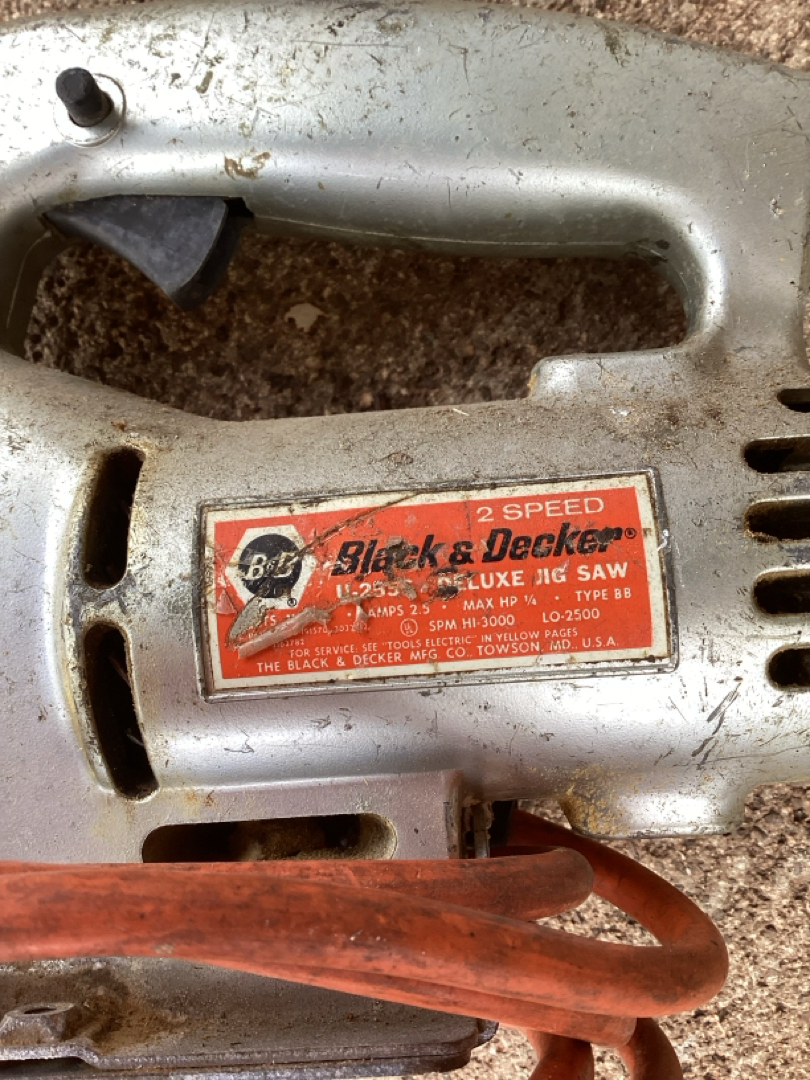 2 SPEED
B&D Black & Decker®
®
DELUXE JIG SAW
AMPS 2.5 · MAX HP ¼ · TYPE BB
UL SPM HI-3000 LO-2500
FOR SERVICE: SEE "TOOLS ELECTRIC" IN YELLOW PAGES
THE BLACK & DECKER MFG CO., TOWSON, MD., U.S.A.